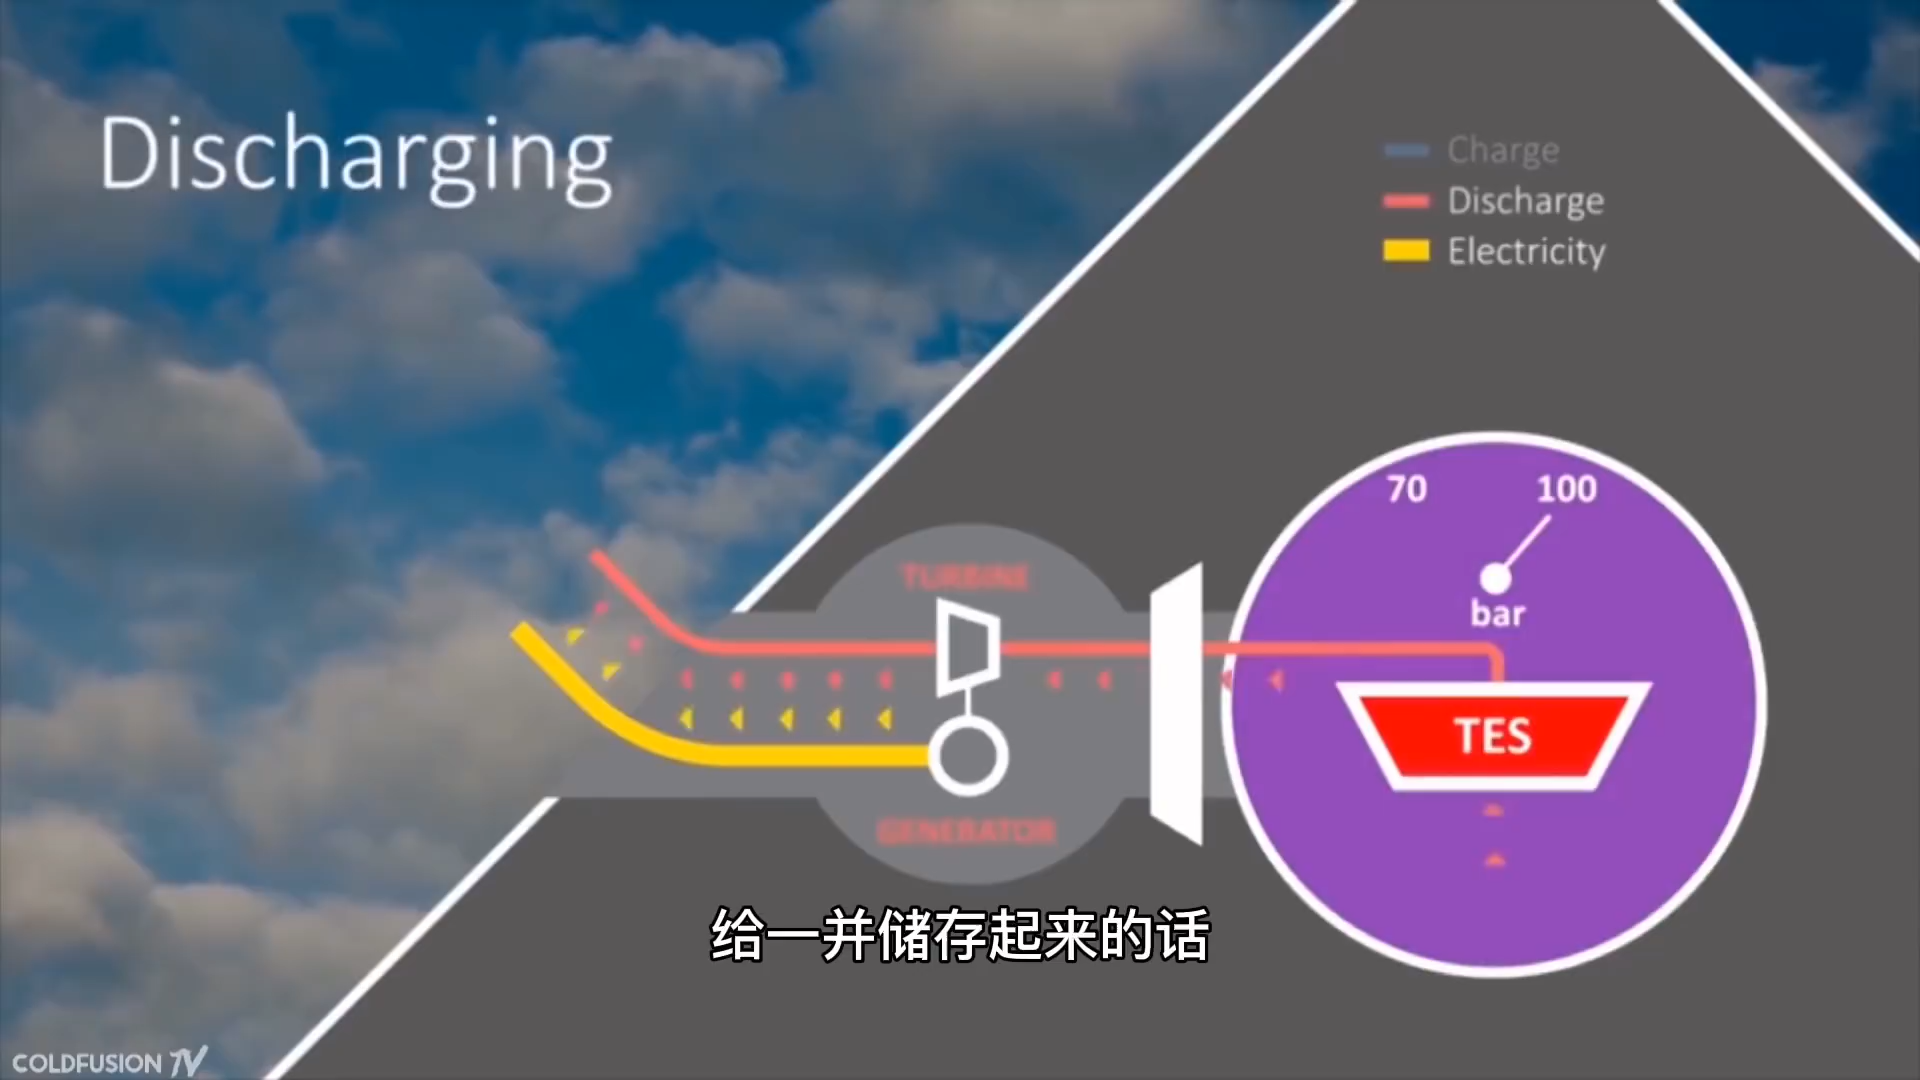 Discharging
Charge
Discharge
Electricity
70 100
bar
TURBINE
TES
GENERATOR
给一并储存起来的话
COLDFUSION TV